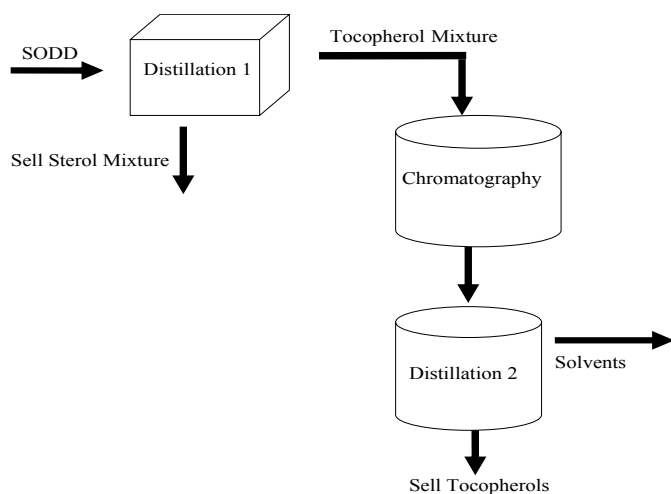 SODD
Distillation 1
Tocopherol Mixture
Sell Sterol Mixture
Chromatography
Distillation 2
Solvents
Sell Tocopherols